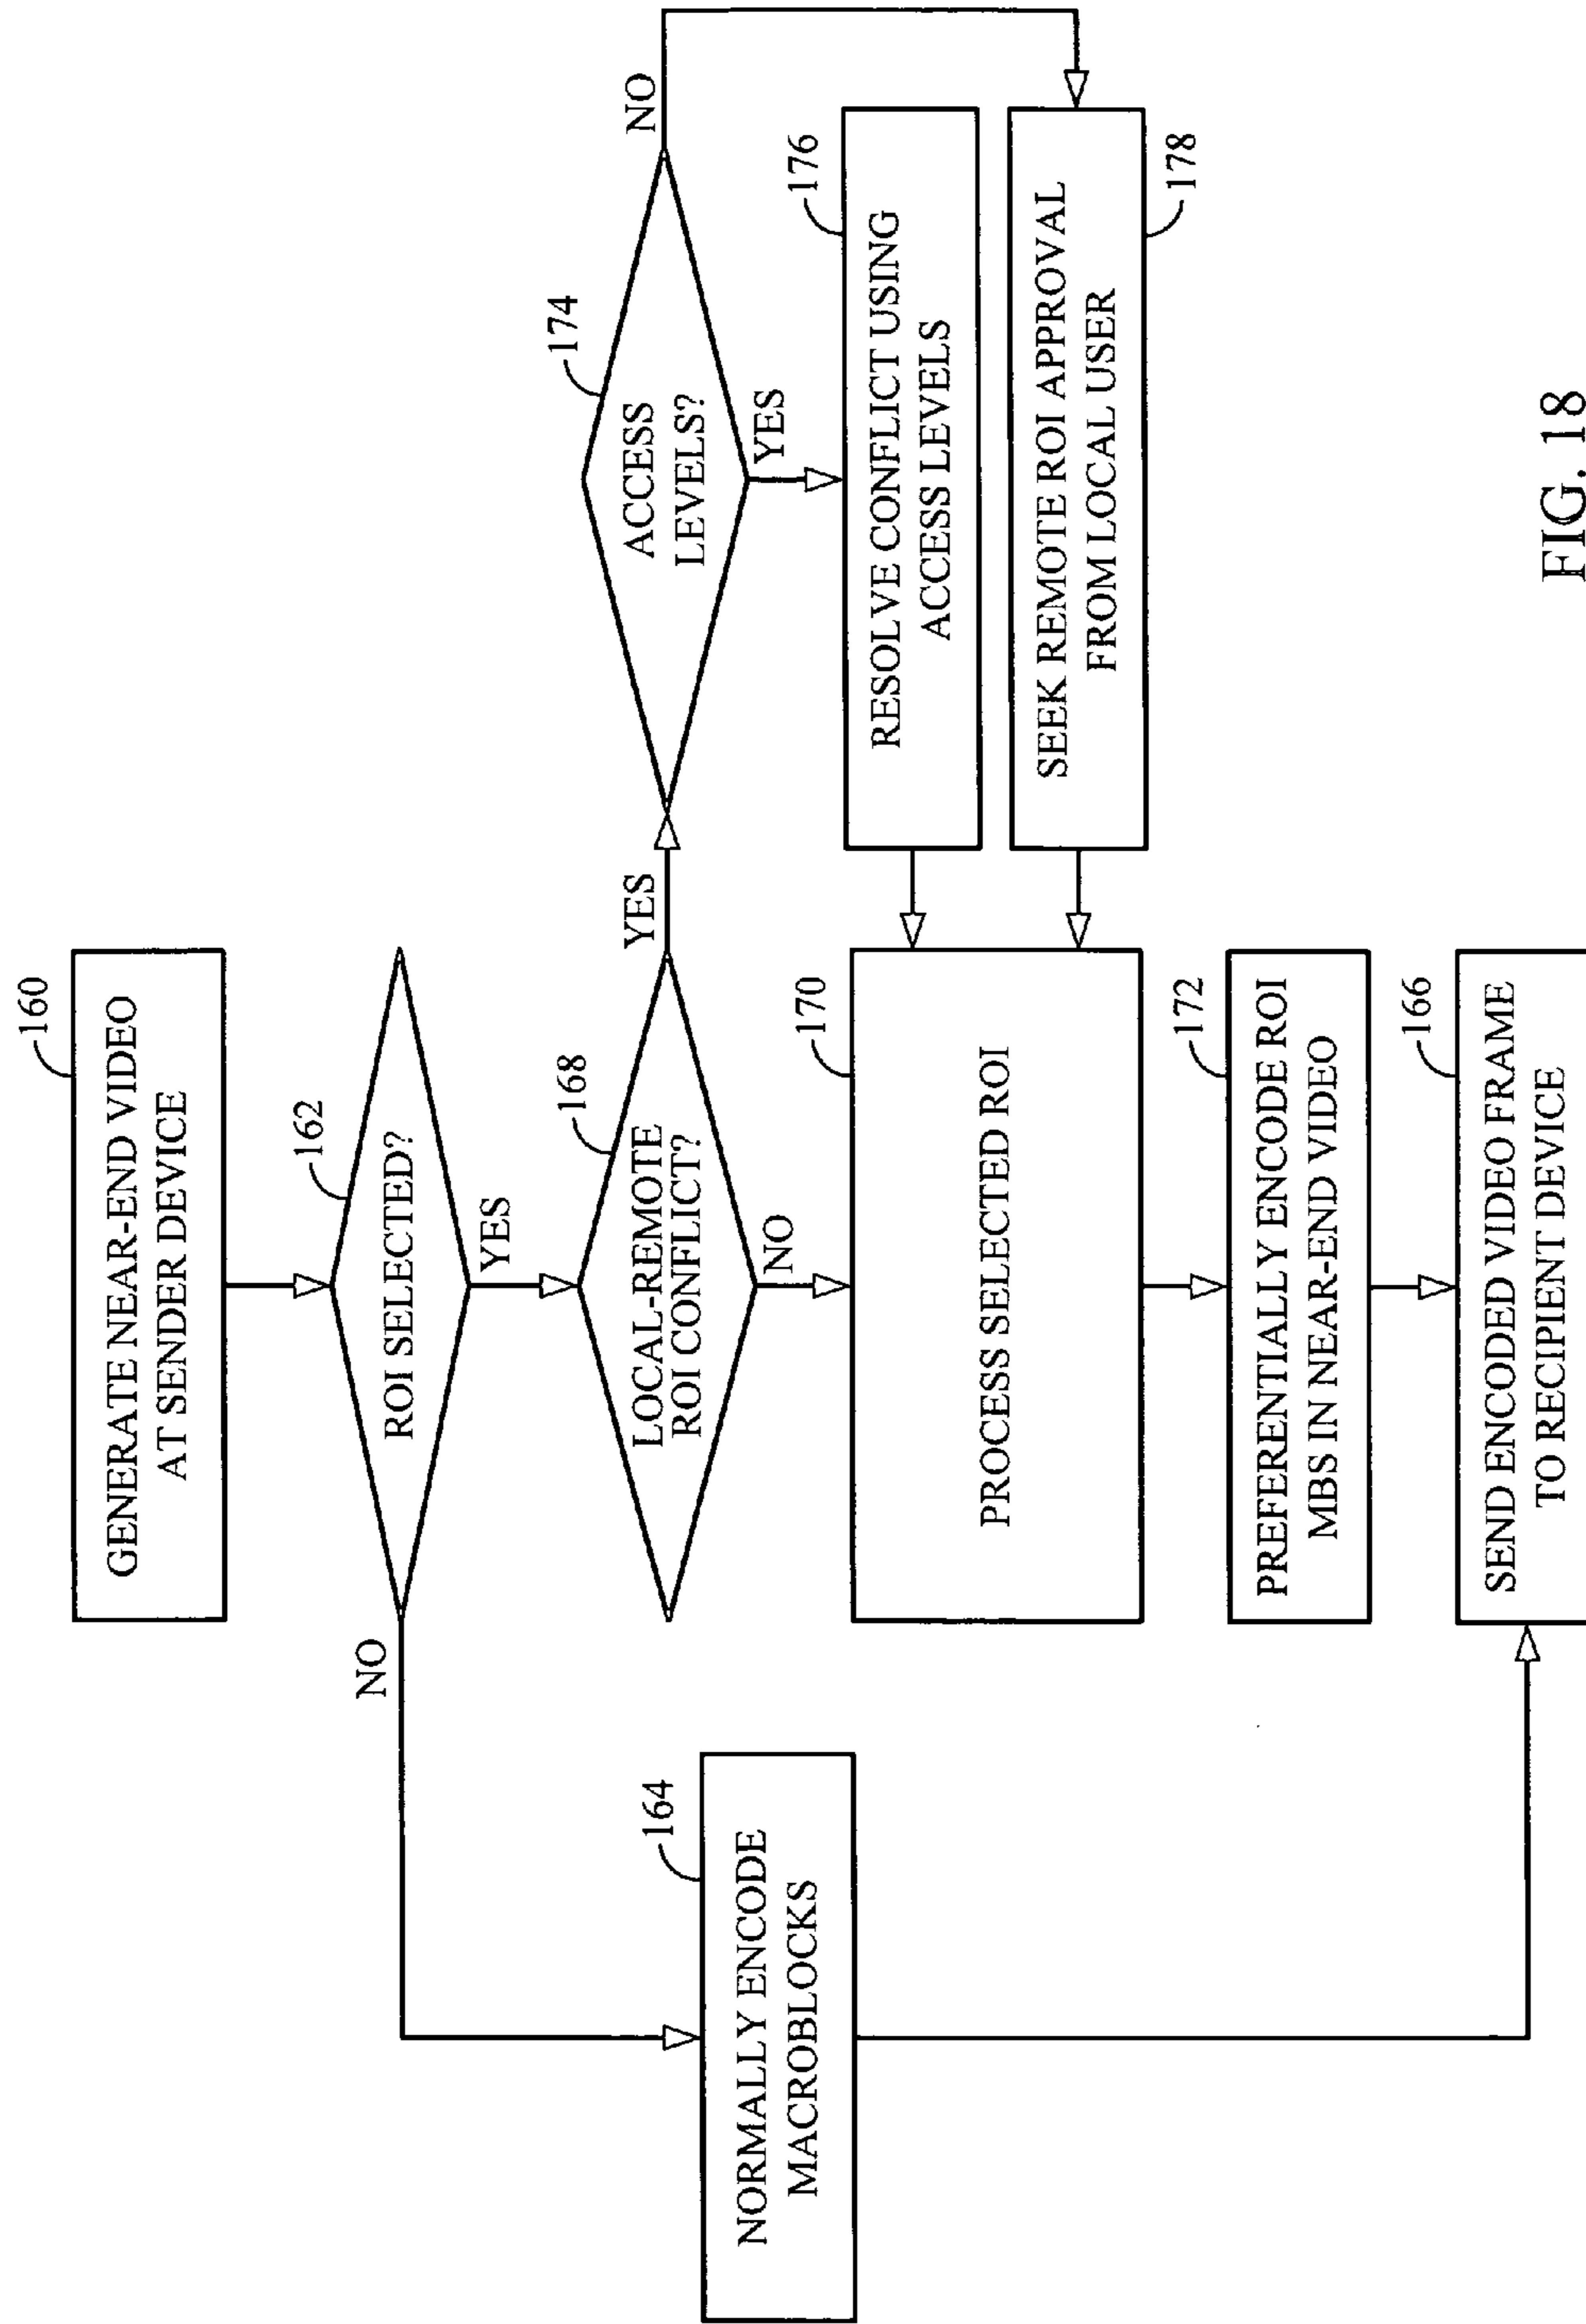 160
GENERATE NEAR-END VIDEO
AT SENDER DEVICE
162
ROI SELECTED?
NO
YES
164
NORMALLY ENCODE
MACROBLOCKS
168
LOCAL-REMOTE
ROI CONFLICT?
YES
NO
174
ACCESS
LEVELS?
NO
YES
176
RESOLVE CONFLICT USING
ACCESS LEVELS
170
PROCESS SELECTED ROI
SEEK REMOTE ROI APPROVAL
FROM LOCAL USER
178
172
PREFERENTIALLY ENCODE ROI
MBS IN NEAR-END VIDEO
166
SEND ENCODED VIDEO FRAME
TO RECIPIENT DEVICE
FIG. 18